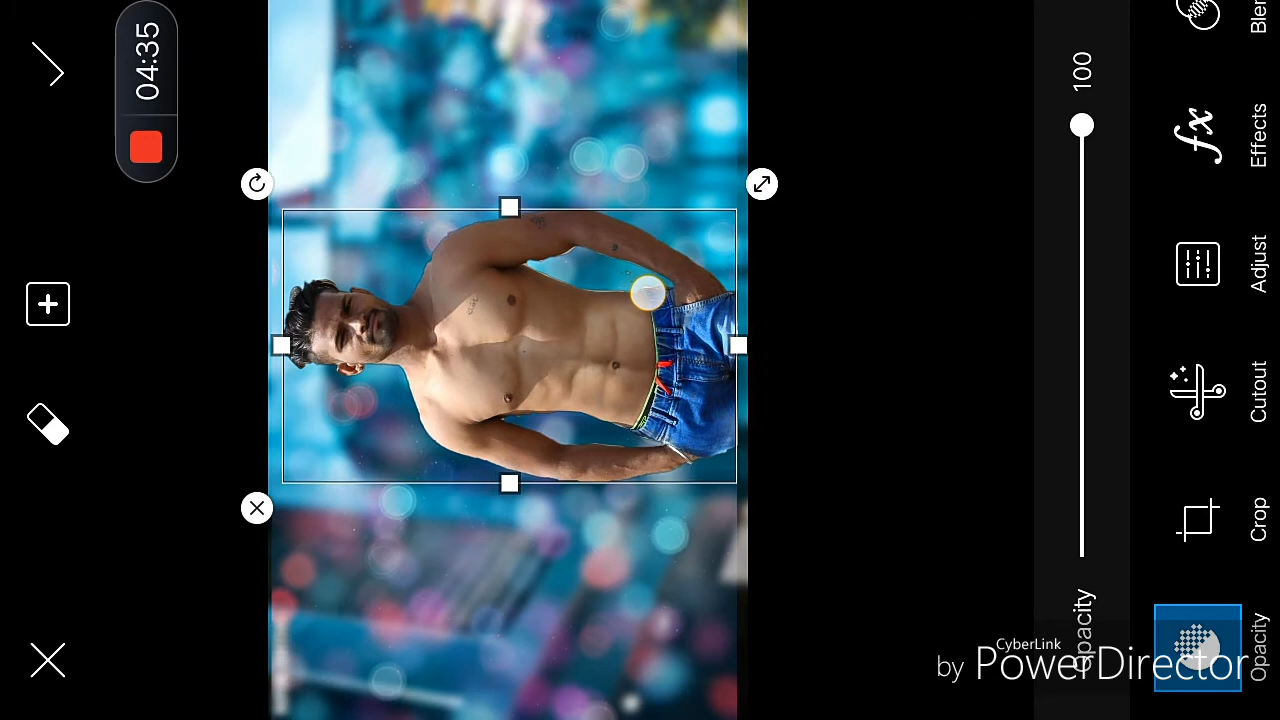 04:35
100
Opacity
Blen
Effects
Adjust
Cutout
Crop
Opacity
CyberLink
by PowerDirector